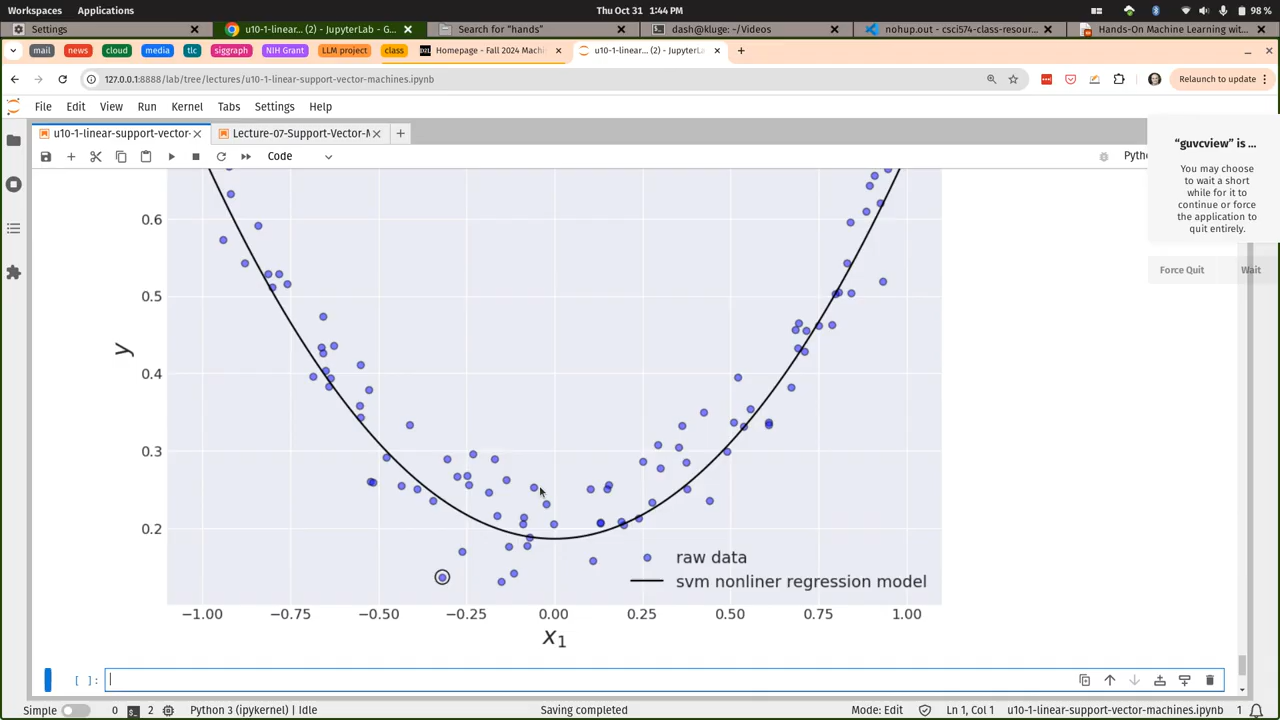 Workspaces Applications Thu Oct 31 1:44 PM 98 %
Settings u10-1-linear... (2) - JupyterLab - G... Search for "hands" dash@kluge: ~/Videos nohup.out - csci574-class-resour... Hands-On Machine Learning wit...
mail news cloud media tlc siggraph NIH Grant LLM project class Homepage - Fall 2024 Machi u10-1-linear... (2) - JupyterLab
127.0.0.1:8888/lab/tree/lectures/u10-1-linear-support-vector-machines.ipynb Relaunch to update
File Edit View Run Kernel Tabs Settings Help
u10-1-linear-support-vector- Lecture-07-Support-Vector-M
Code Pytho
"guvcview" is ...
You may choose
to wait a short
while for it to
continue or force
the application to
quit entirely.
Force Quit Wait
0.6
0.5
0.4
0.3
0.2
y
raw data
svm nonliner regression model
−1.00 −0.75 −0.50 −0.25 0.00 0.25 0.50 0.75 1.00
x1
[ ]:
Simple 0 2 Python 3 (ipykernel) | Idle Saving completed Mode: Edit Ln 1, Col 1 u10-1-linear-support-vector-machines.ipynb 1